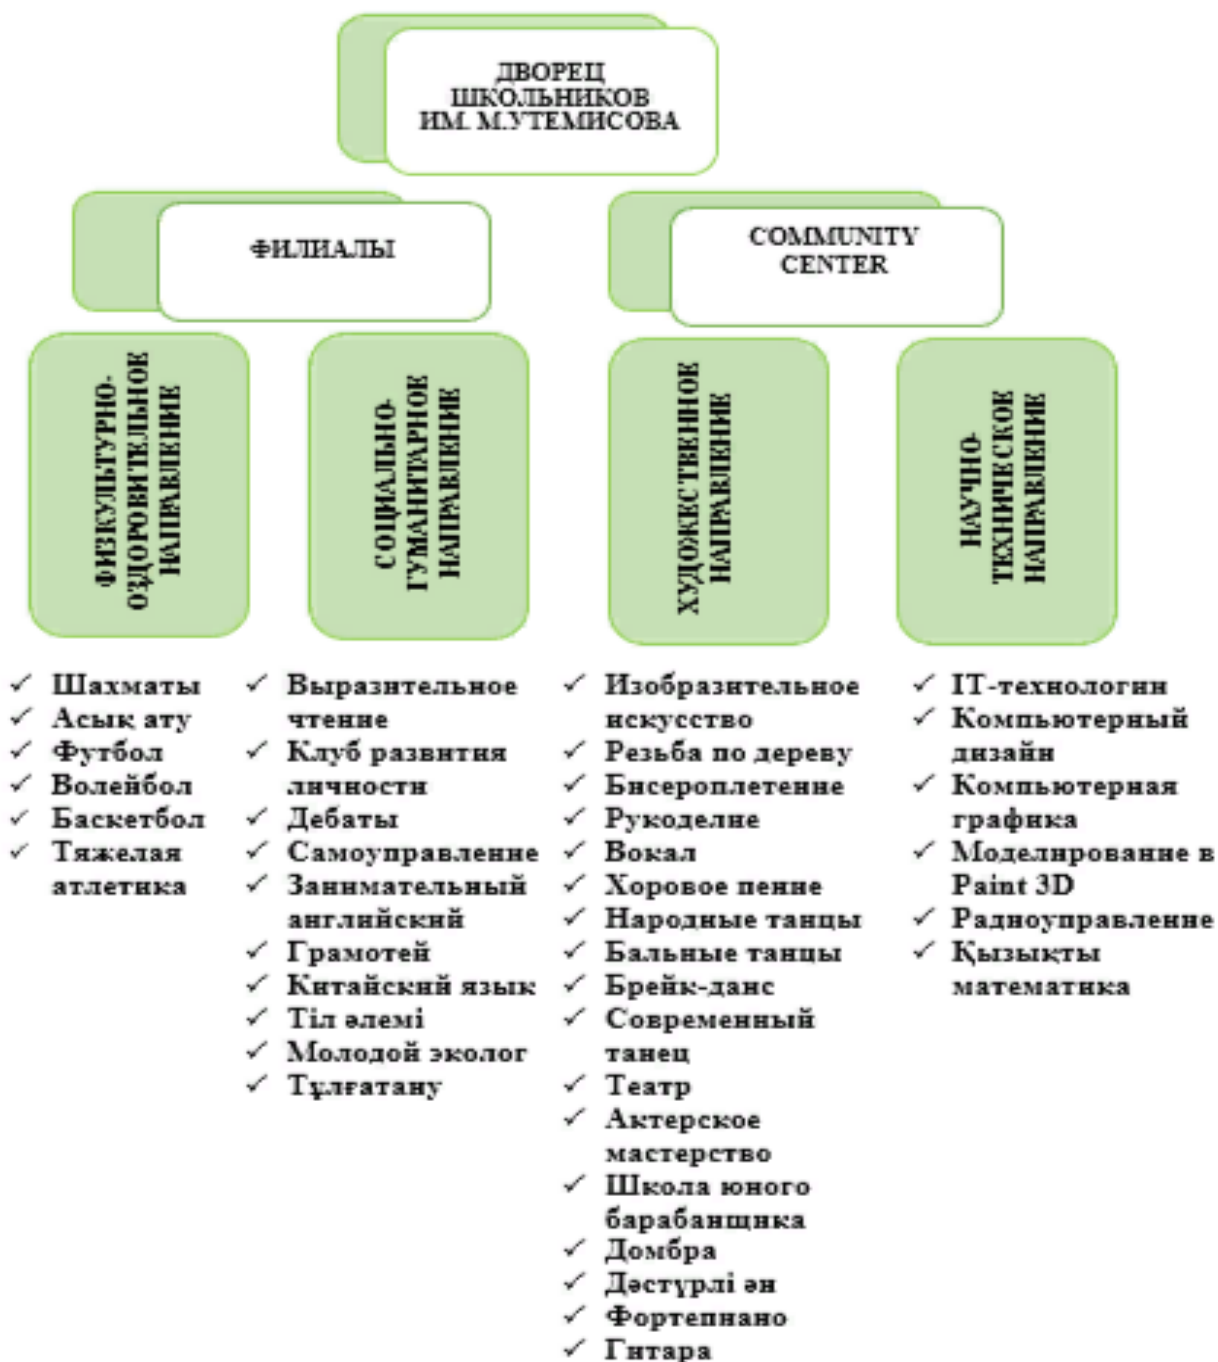 ДВОРЕЦ
ШКОЛЬНИКОВ
ИМ. М.УТЕМИСОВА
ФИЛИАЛЫ
COMMUNITY
CENTER
ФИЗКУЛЬТУРНО-
ОЗДОРОВИТЕЛЬНОЕ
НАПРАВЛЕНИЕ
СОЦИАЛЬНО-
ГУМАНИТАРНОЕ
НАПРАВЛЕНИЕ
ХУДОЖЕСТВЕННОЕ
НАПРАВЛЕНИЕ
НАУЧНО-
ТЕХНИЧЕСКОЕ
НАПРАВЛЕНИЕ
✓ Шахматы
✓ Асық ату
✓ Футбол
✓ Волейбол
✓ Баскетбол
✓ Тяжелая
атлетика
✓ Выразительное
чтение
✓ Клуб развития
личности
✓ Дебаты
✓ Самоуправление
✓ Занимательный
английский
✓ Грамотей
✓ Китайский язык
✓ Тіл әлемі
✓ Молодой эколог
✓ Тұлғатану
✓ Изобразительное
искусство
✓ Резьба по дереву
✓ Бисероплетение
✓ Рукоделие
✓ Вокал
✓ Хоровое пение
✓ Народные танцы
✓ Бальные танцы
✓ Брейк-данс
✓ Современный
танец
✓ Театр
✓ Актерское
мастерство
✓ Школа юного
барабанщика
✓ Домбра
✓ Дәстүрлі ән
✓ Фортепиано
✓ Гитара
✓ IT-технологии
✓ Компьютерный
дизайн
✓ Компьютерная
графика
✓ Моделирование в
Paint 3D
✓ Радиоуправление
✓ Қызықты
математика